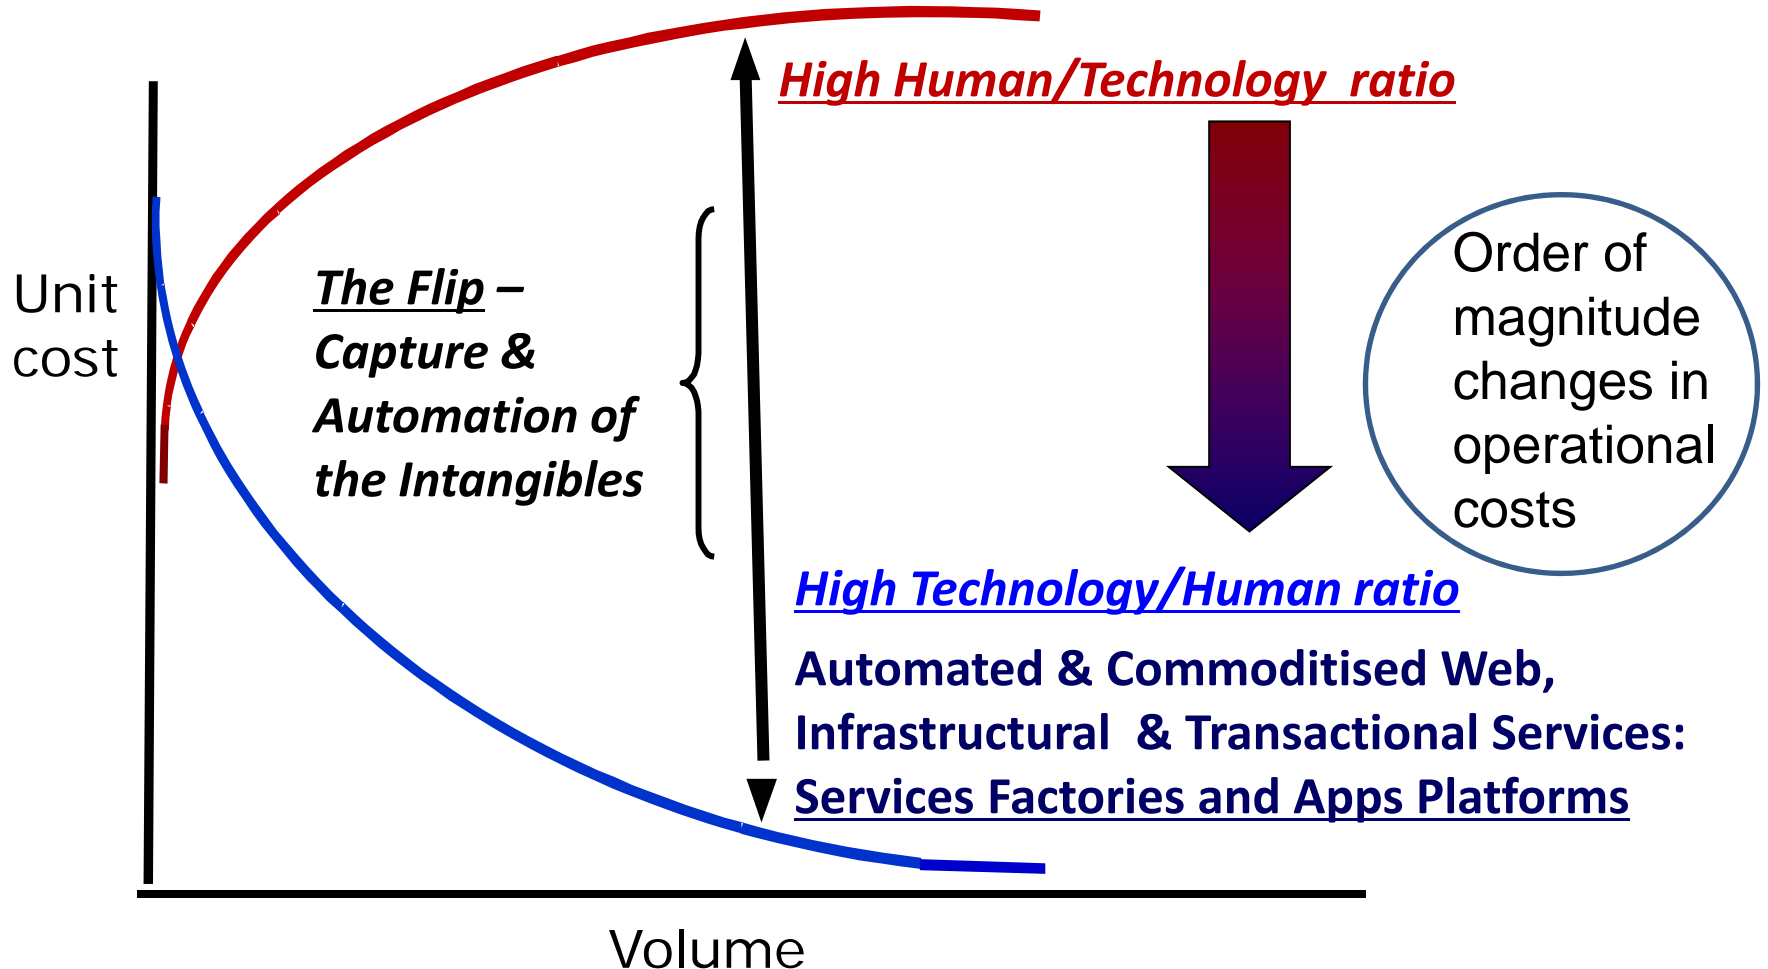 High Human/Technology  ratio
Unit
cost
The Flip –
Capture &
Automation of
the Intangibles
Order of
magnitude
changes in
operational
costs
High Technology/Human ratio
Automated & Commoditised Web,
Infrastructural  & Transactional Services:
Services Factories and Apps Platforms
Volume